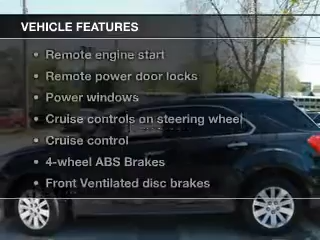 VEHICLE FEATURES
• Remote engine start
• Remote power door locks
• Power windows
• Cruise controls on steering wheel
• Cruise control
• 4-wheel ABS Brakes
• Front Ventilated disc brakes